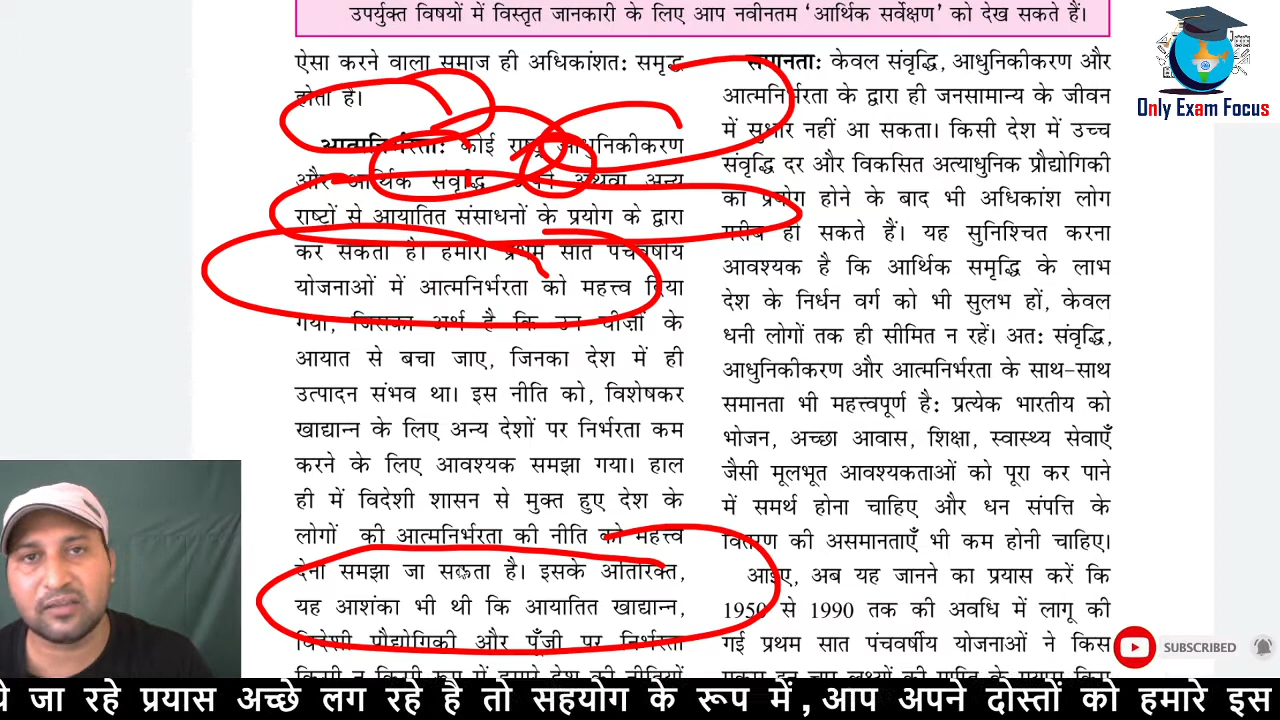 उपर्युक्त विषयों में विस्तृत जानकारी के लिए आप नवीनतम ‘आर्थिक सर्वेक्षण’ को देख सकते हैं।
ऐसा करने वाला समाज ही अधिकांशत: समृद्ध
होता है।
आत्मनिर्भरता: कोई राष्ट्र आधुनिकीकरण
और आर्थिक संवृद्धि अपने अथवा अन्य
राष्टों से आयातित संसाधनों के प्रयोग के द्वारा
कर सकता है। हमारी प्रथम सात पंचवर्षीय
योजनाओं में आत्मनिर्भरता को महत्त्व दिया
गया, जिसका अर्थ है कि उन चीज़ों के
आयात से बचा जाए, जिनका देश में ही
उत्पादन संभव था। इस नीति को, विशेषकर
खाद्यान्न के लिए अन्य देशों पर निर्भरता कम
करने के लिए आवश्यक समझा गया। हाल
ही में विदेशी शासन से मुक्त हुए देश के
लोगों की आत्मनिर्भरता की नीति को महत्त्व
देना समझा जा सकता है। इसके अतिरिक्त,
यह आशंका भी थी कि आयातित खाद्यान्न,
विदेशी प्रौद्योगिकी और पूँजी पर निर्भरता
किसी न किसी रूप में हमारे देश की नीतियों
समानता: केवल संवृद्धि, आधुनिकीकरण और
आत्मनिर्भरता के द्वारा ही जनसामान्य के जीवन
में सुधार नहीं आ सकता। किसी देश में उच्च
संवृद्धि दर और विकसित अत्याधुनिक प्रौद्योगिकी
का प्रयोग होने के बाद भी अधिकांश लोग
गरीब हो सकते हैं। यह सुनिश्चित करना
आवश्यक है कि आर्थिक समृद्धि के लाभ
देश के निर्धन वर्ग को भी सुलभ हों, केवल
धनी लोगों तक ही सीमित न रहें। अत: संवृद्धि,
आधुनिकीकरण और आत्मनिर्भरता के साथ-साथ
समानता भी महत्त्वपूर्ण है: प्रत्येक भारतीय को
भोजन, अच्छा आवास, शिक्षा, स्वास्थ्य सेवाएँ
जैसी मूलभूत आवश्यकताओं को पूरा कर पाने
में समर्थ होना चाहिए और धन संपत्ति के
वितरण की असमानताएँ भी कम होनी चाहिए।
आइए, अब यह जानने का प्रयास करें कि
1950 से 1990 तक की अवधि में लागू की
गई प्रथम सात पंचवर्षीय योजनाओं ने किस
Only Exam Focus
SUBSCRIBED
जा रहे प्रयास अच्छे लग रहे है तो सहयोग के रूप में, आप अपने दोस्तों को हमारे इस